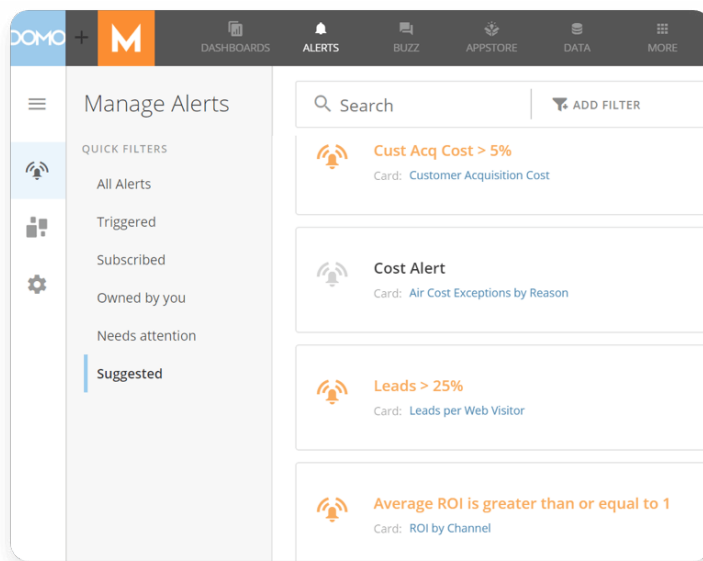 DOMO + M
DASHBOARDS ALERTS BUZZ APPSTORE DATA MORE
Manage Alerts
QUICK FILTERS
All Alerts
Triggered
Subscribed
Owned by you
Needs attention
Suggested
Search ADD FILTER
Cust Acq Cost > 5%
Card: Customer Acquisition Cost
Cost Alert
Card: Air Cost Exceptions by Reason
Leads > 25%
Card: Leads per Web Visitor
Average ROI is greater than or equal to 1
Card: ROI by Channel